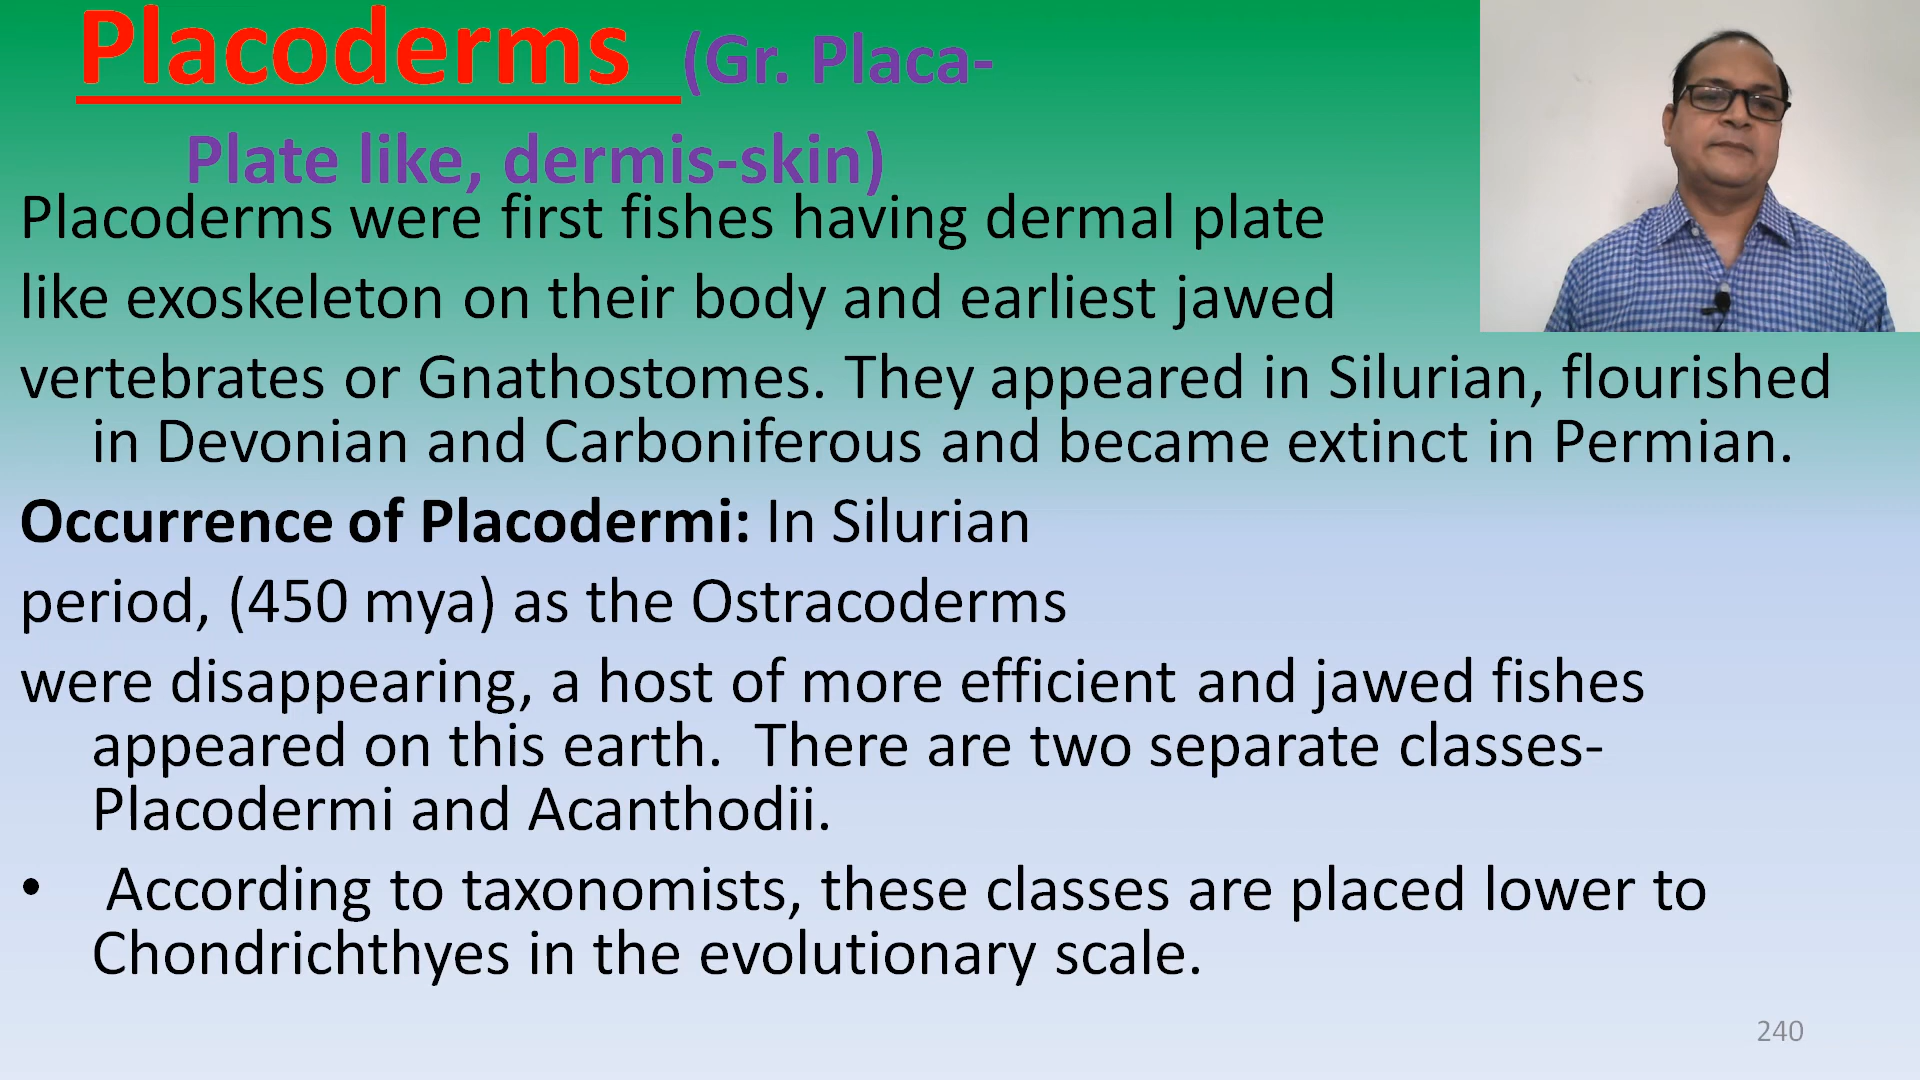 Placoderms (Gr. Placa-
Plate like, dermis-skin)
Placoderms were first fishes having dermal plate
like exoskeleton on their body and earliest jawed
vertebrates or Gnathostomes. They appeared in Silurian, flourished
in Devonian and Carboniferous and became extinct in Permian.
Occurrence of Placodermi: In Silurian
period, (450 mya) as the Ostracoderms
were disappearing, a host of more efficient and jawed fishes
appeared on this earth.  There are two separate classes-
Placodermi and Acanthodii.
• According to taxonomists, these classes are placed lower to
Chondrichthyes in the evolutionary scale.
240